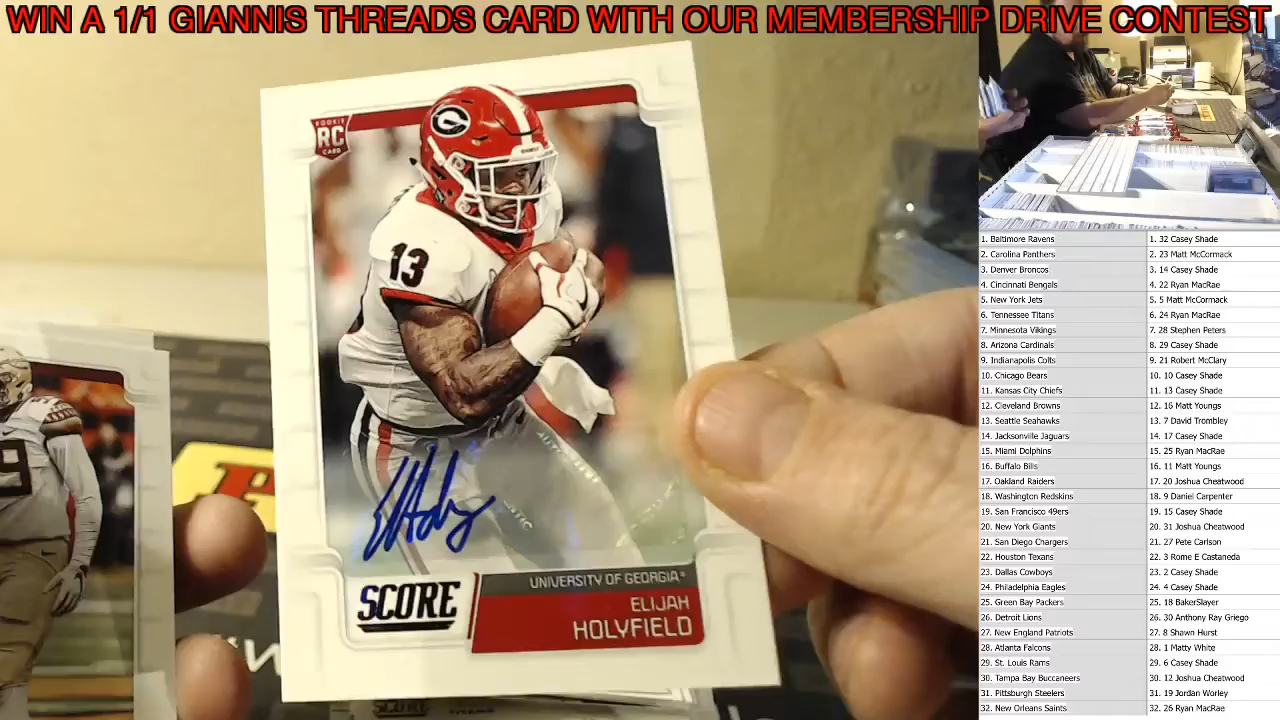 WIN A 1/1 GIANNIS THREADS CARD WITH OUR MEMBERSHIP DRIVE CONTEST
ROOKIE
RC
CARD
G
13
AUTHENTIC
UNIVERSITY OF GEORGIA
SCORE
ELIJAH
HOLYFIELD
9
SCORE
1. Baltimore Ravens 1. 32 Casey Shade
2. Carolina Panthers 2. 23 Matt McCormack
3. Denver Broncos 3. 14 Casey Shade
4. Cincinnati Bengals 4. 22 Ryan MacRae
5. New York Jets 5. 5 Matt McCormack
6. Tennessee Titans 6. 24 Ryan MacRae
7. Minnesota Vikings 7. 28 Stephen Peters
8. Arizona Cardinals 8. 29 Casey Shade
9. Indianapolis Colts 9. 21 Robert McClary
10. Chicago Bears 10. 10 Casey Shade
11. Kansas City Chiefs 11. 13 Casey Shade
12. Cleveland Browns 12. 16 Matt Youngs
13. Seattle Seahawks 13. 7 David Trombley
14. Jacksonville Jaguars 14. 17 Casey Shade
15. Miami Dolphins 15. 25 Ryan MacRae
16. Buffalo Bills 16. 11 Matt Youngs
17. Oakland Raiders 17. 20 Joshua Cheatwood
18. Washington Redskins 18. 9 Daniel Carpenter
19. San Francisco 49ers 19. 15 Casey Shade
20. New York Giants 20. 31 Joshua Cheatwood
21. San Diego Chargers 21. 27 Pete Carlson
22. Houston Texans 22. 3 Rome E Castaneda
23. Dallas Cowboys 23. 2 Casey Shade
24. Philadelphia Eagles 24. 4 Casey Shade
25. Green Bay Packers 25. 18 BakerSlayer
26. Detroit Lions 26. 30 Anthony Ray Griego
27. New England Patriots 27. 8 Shawn Hurst
28. Atlanta Falcons 28. 1 Matty White
29. St. Louis Rams 29. 6 Casey Shade
30. Tampa Bay Buccaneers 30. 12 Joshua Cheatwood
31. Pittsburgh Steelers 31. 19 Jordan Worley
32. New Orleans Saints 32. 26 Ryan MacRae